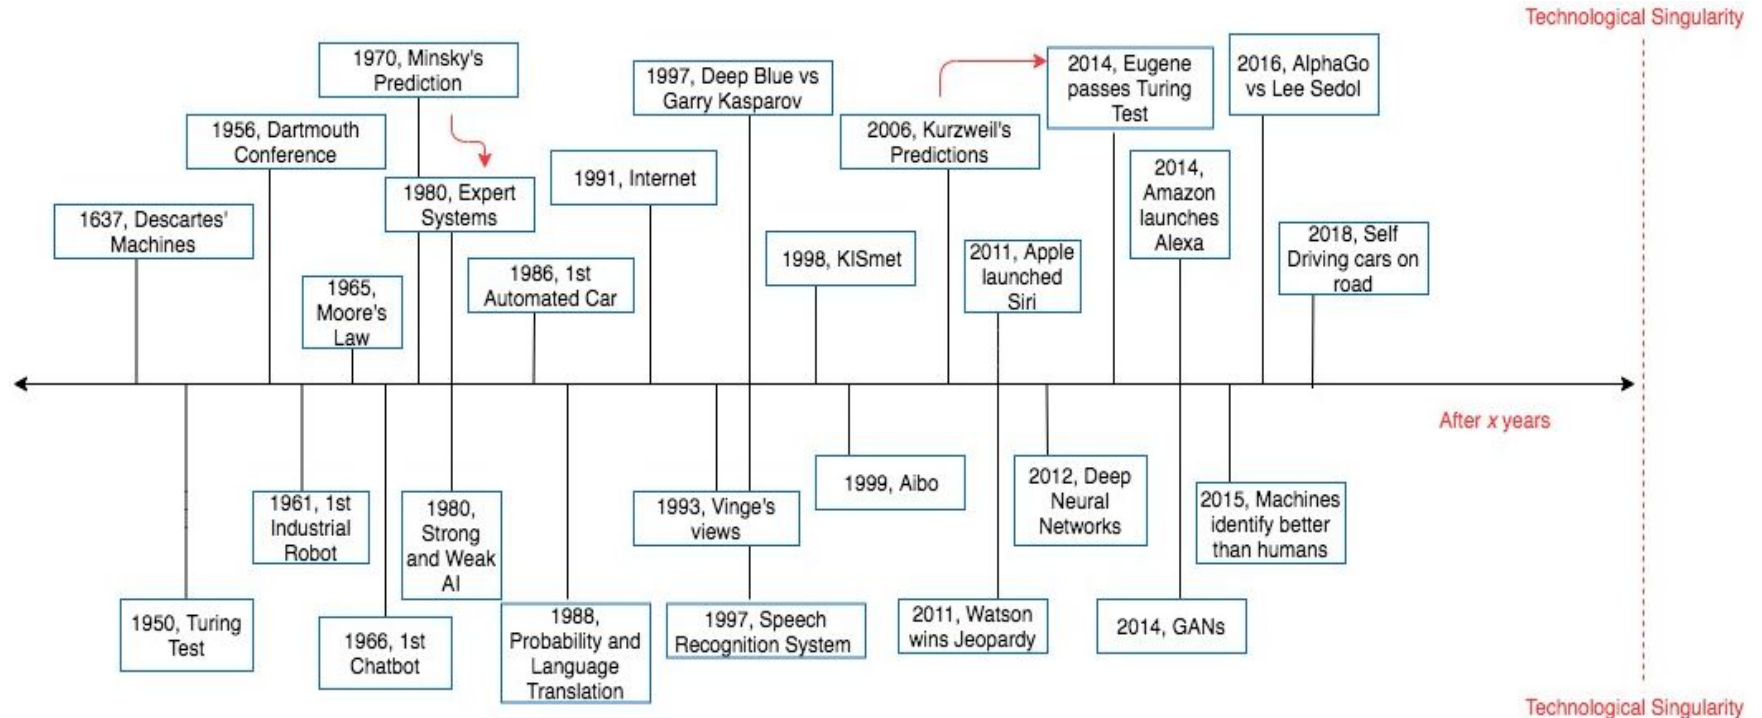 Technological Singularity
1970, Minsky's
Prediction
1997, Deep Blue vs
Garry Kasparov
2014, Eugene
passes Turing
Test
2016, AlphaGo
vs Lee Sedol
1956, Dartmouth
Conference
2006, Kurzweil's
Predictions
1980, Expert
Systems
1991, Internet
2014,
Amazon
launches
Alexa
1637, Descartes'
Machines
1998, KISmet
2011, Apple
launched
Siri
2018, Self
Driving cars on
road
1965,
Moore's
Law
1986, 1st
Automated Car
After x years
1961, 1st
Industrial
Robot
1980,
Strong
and Weak
AI
1993, Vinge's
views
1999, Aibo
2012, Deep
Neural
Networks
2015, Machines
identify better
than humans
1950, Turing
Test
1966, 1st
Chatbot
1988,
Probability and
Language
Translation
1997, Speech
Recognition System
2011, Watson
wins Jeopardy
2014, GANs
Technological Singularity